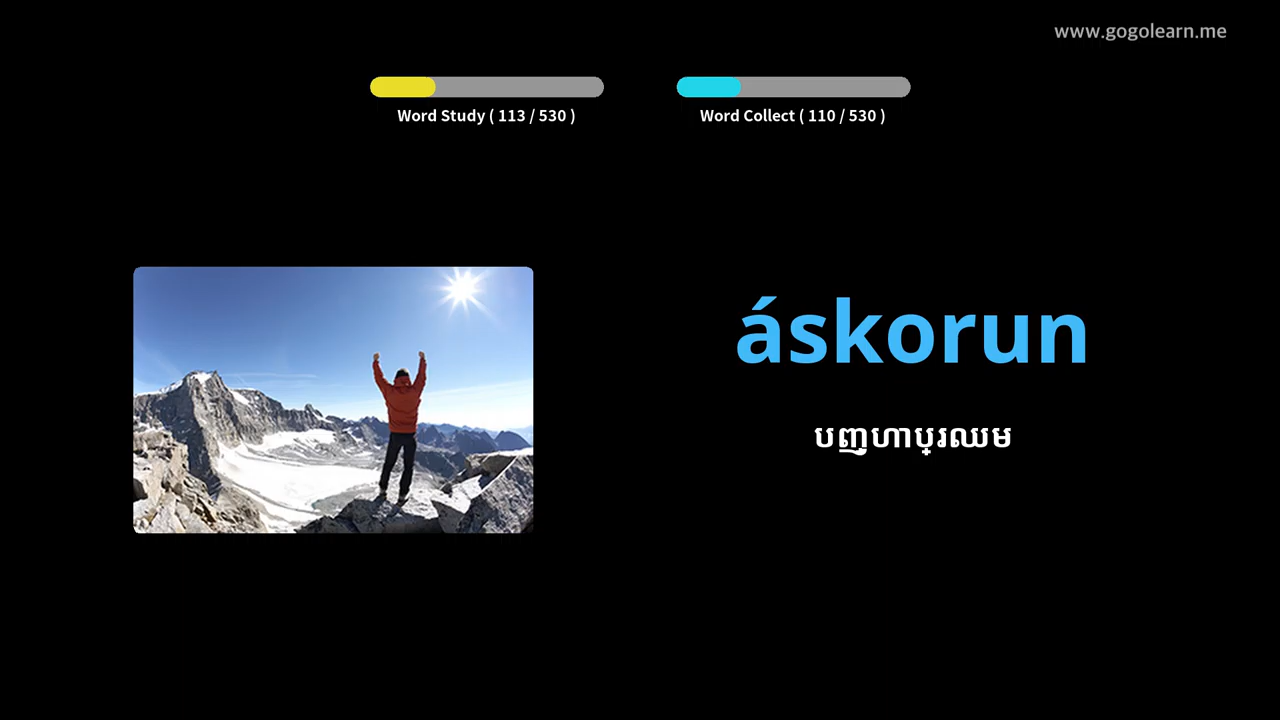 www.gogolearn.me
Word Study ( 113 / 530 )
Word Collect ( 110 / 530 )
áskorun
បញ្ហាប្រឈម